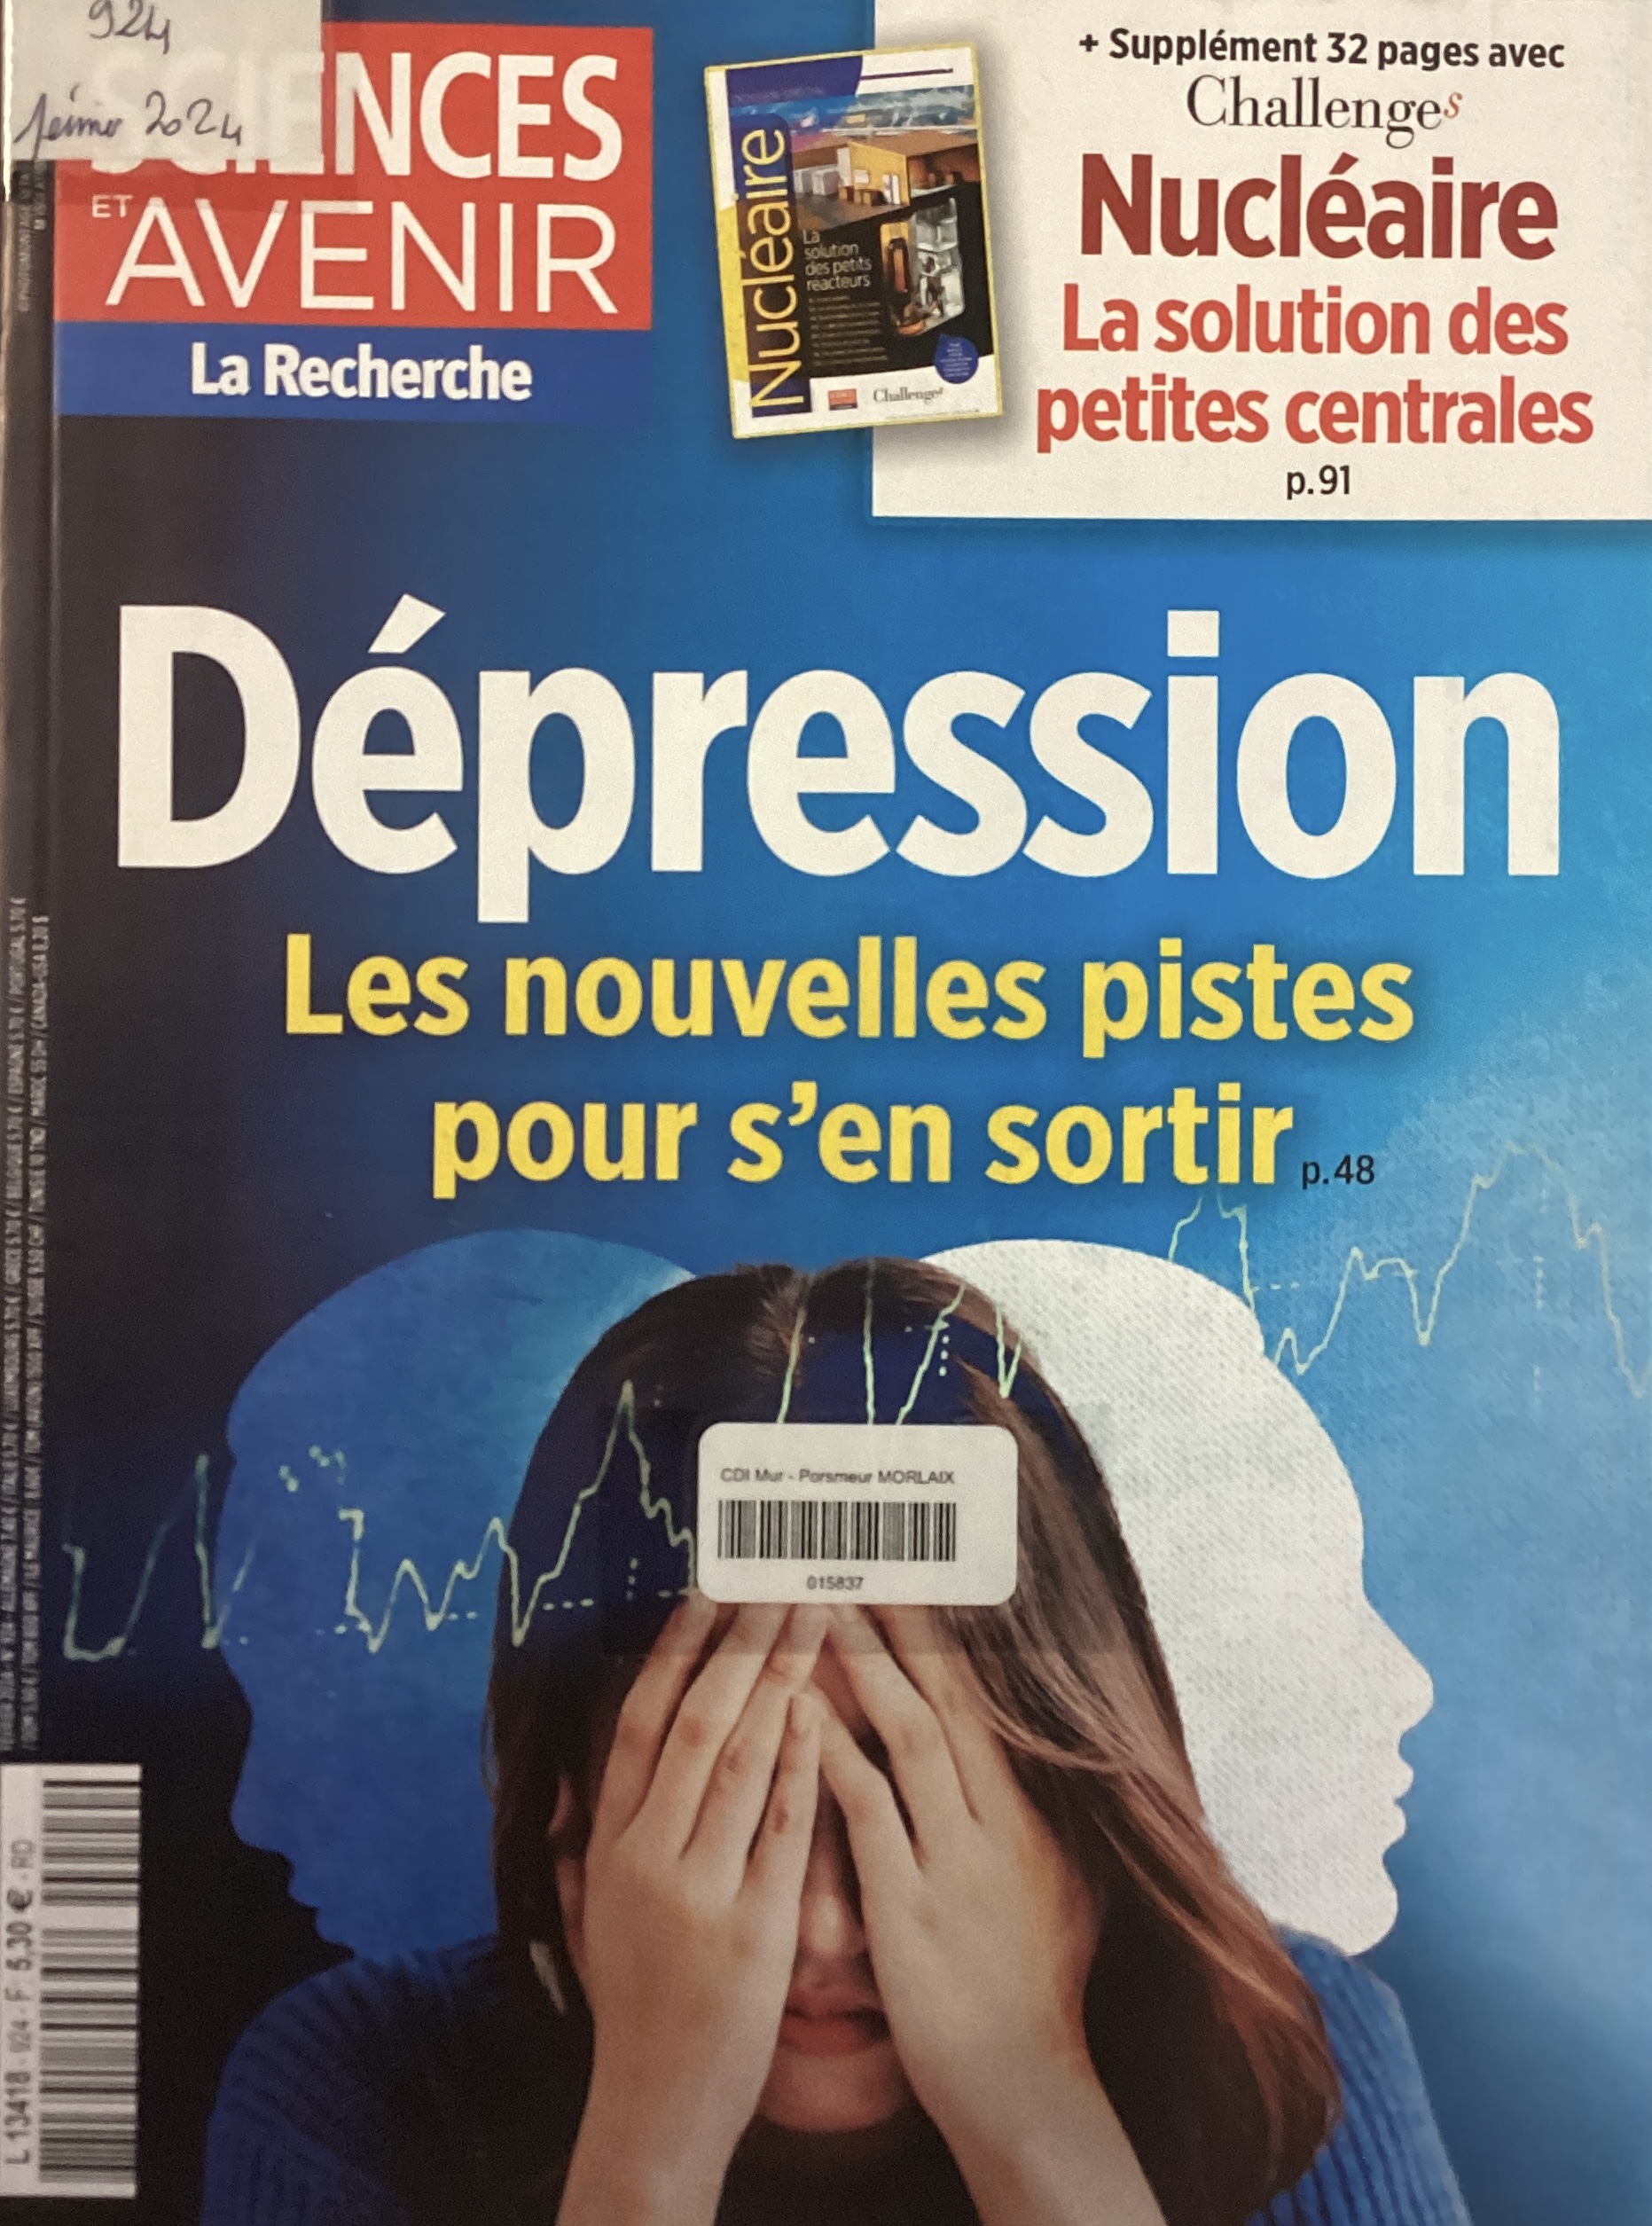 924
février 2024
SCIENCES
ET AVENIR
La Recherche
+ Supplément 32 pages avec
Challenges
Nucléaire
La solution des
petites centrales
p.91
Nucléaire
La
solution
des petits
réacteurs
Challenges
Dépression
Les nouvelles pistes
pour s'en sortir p.48
CDI Mur - Porsmeur MORLAIX
015837
L 13418 - 924 - F: 5,30 € - RD